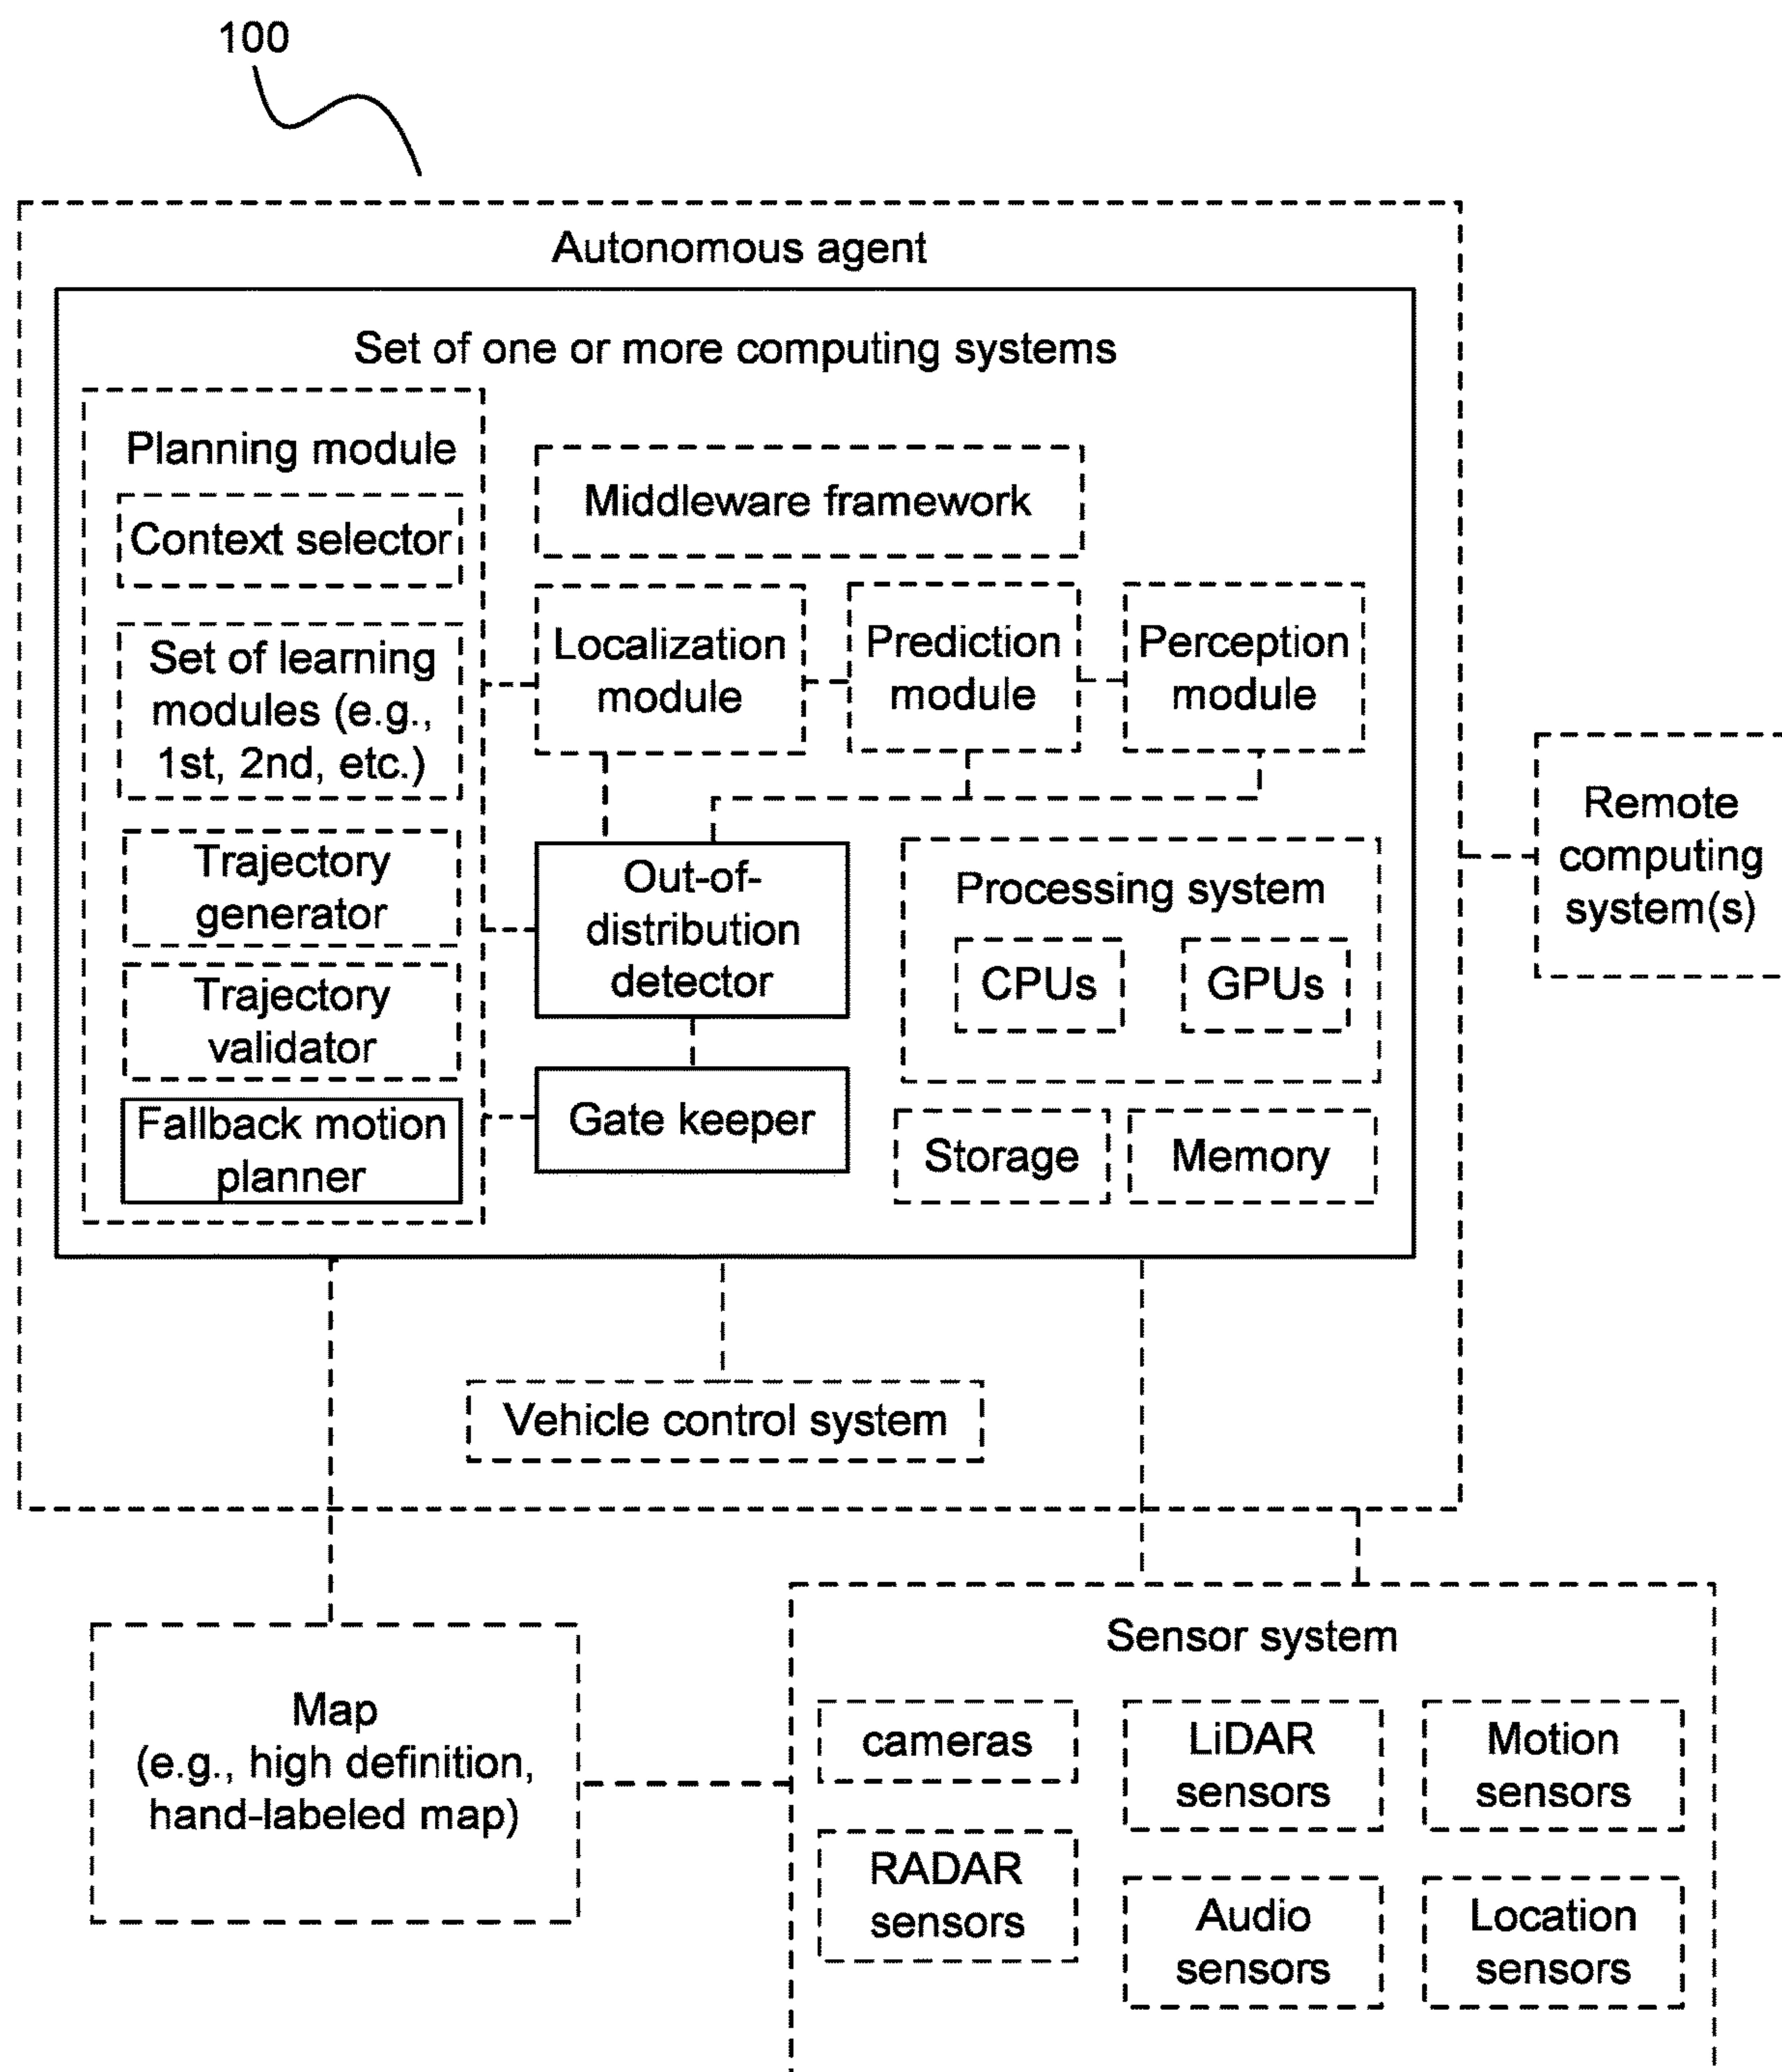 100
Autonomous agent
Set of one or more computing systems
Planning module
Context selector
Set of learning
modules (e.g.,
1st, 2nd, etc.)
Trajectory
generator
Trajectory
validator
Fallback motion
planner
Middleware framework
Localization
module
Prediction
module
Perception
module
Out-of-
distribution
detector
Gate keeper
Processing system
CPUs
GPUs
Storage
Memory
Remote
computing
system(s)
Vehicle control system
Map
(e.g., high definition,
hand-labeled map)
Sensor system
cameras
LiDAR
sensors
Motion
sensors
RADAR
sensors
Audio
sensors
Location
sensors